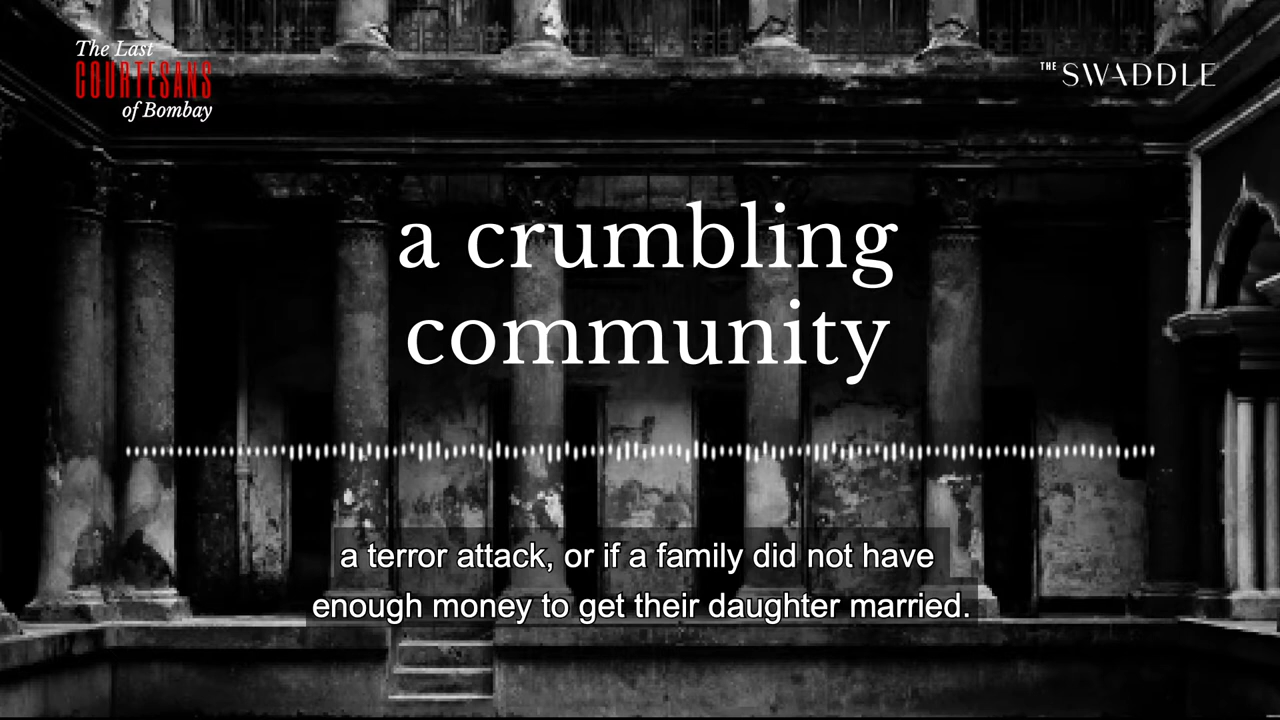 The Last
COURTESANS
of Bombay
THE SWADDLE
a crumbling
community
a terror attack, or if a family did not have
enough money to get their daughter married.